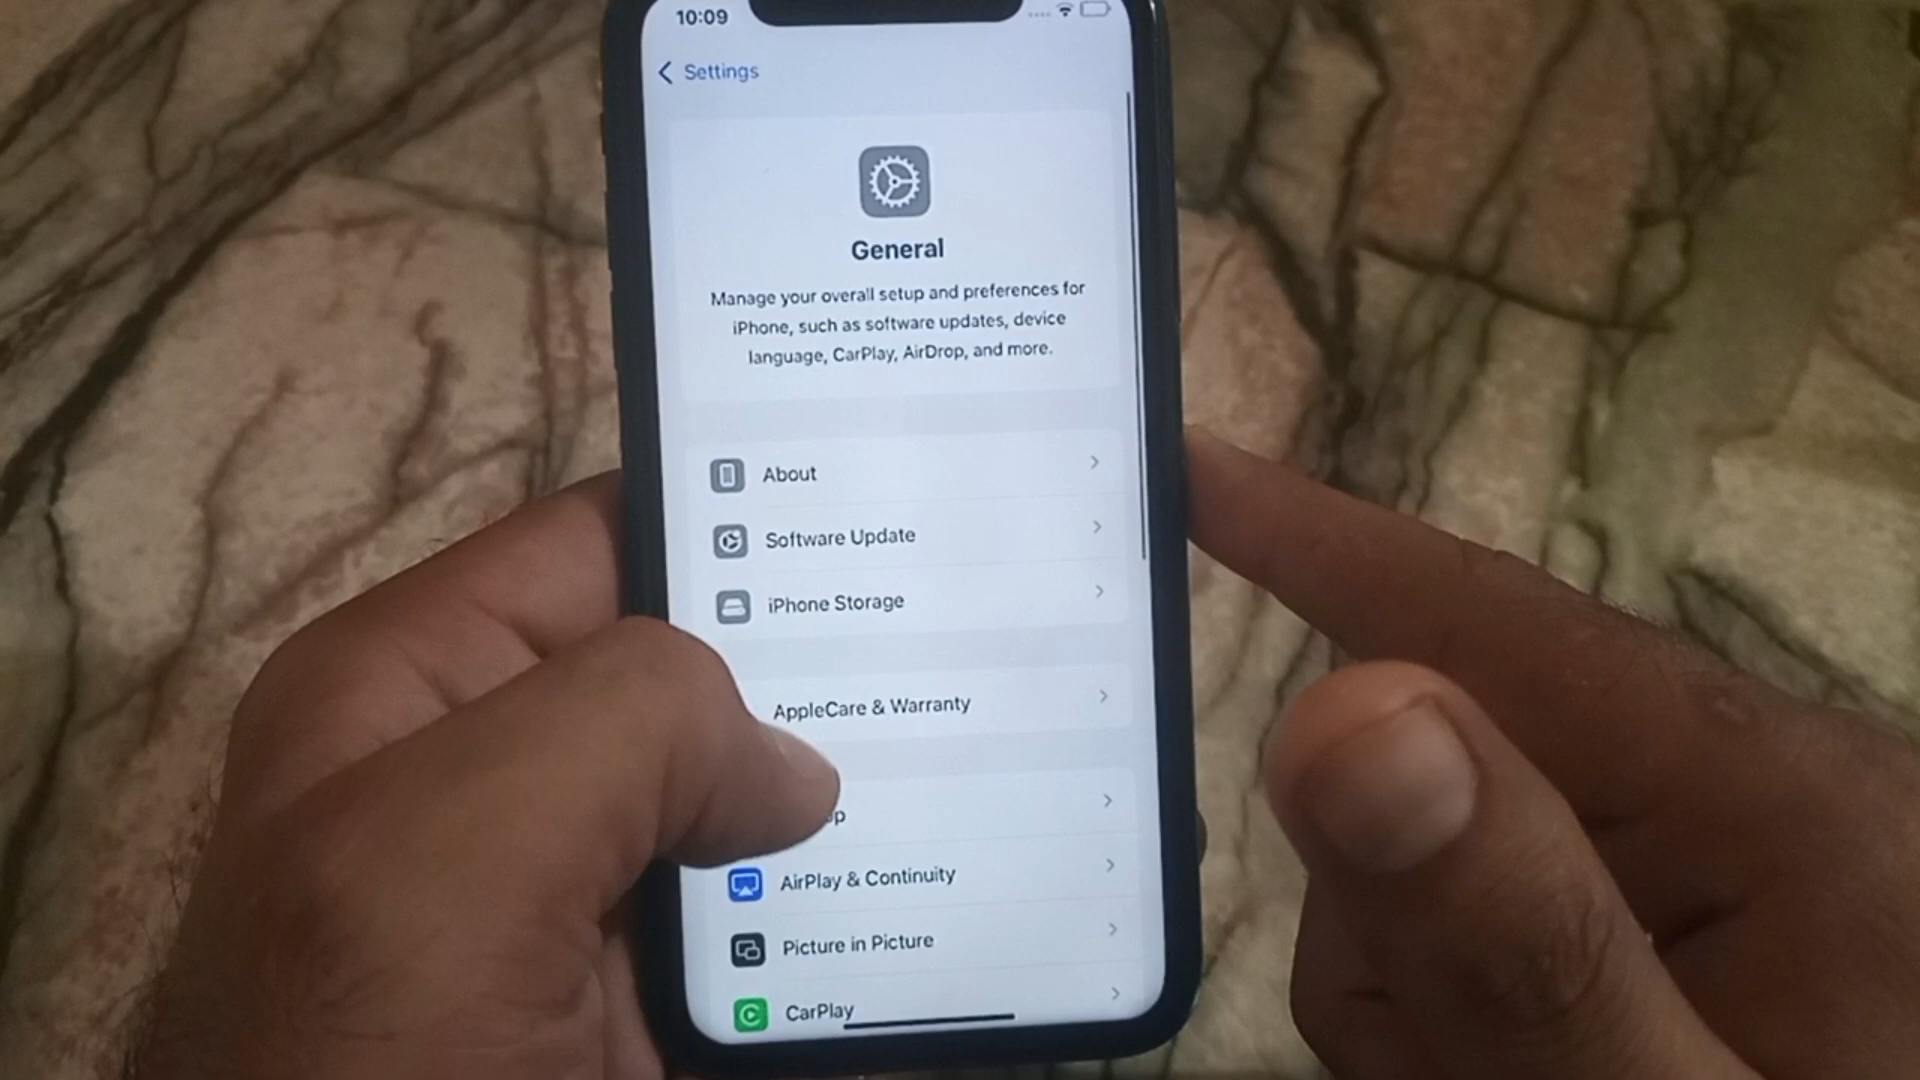 10:09
Settings
General
Manage your overall setup and preferences for
iPhone, such as software updates, device
language, CarPlay, AirDrop, and more.
About
Software Update
iPhone Storage
AppleCare & Warranty
AirPlay & Continuity
Picture in Picture
CarPlay